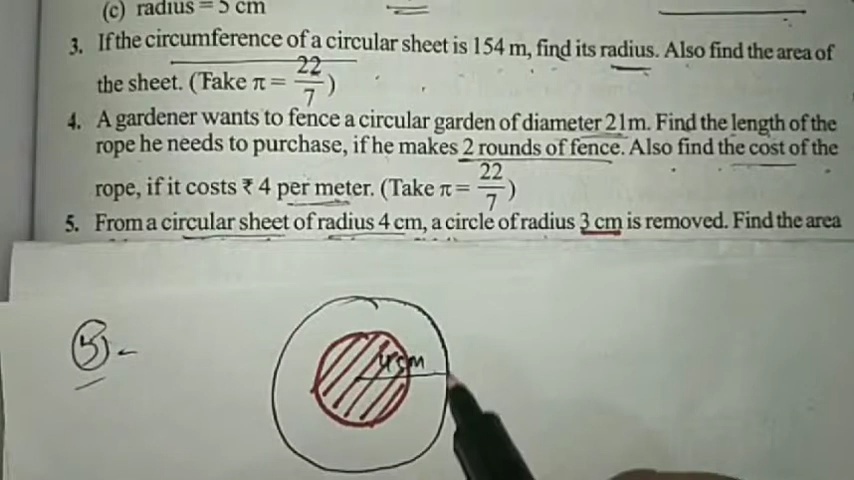 (c) radius = 5 cm
3. If the circumference of a circular sheet is 154 m, find its radius. Also find the area of
the sheet. (Take π = 22/7)
4. A gardener wants to fence a circular garden of diameter 21m. Find the length of the
rope he needs to purchase, if he makes 2 rounds of fence. Also find the cost of the
rope, if it costs ₹ 4 per meter. (Take π = 22/7)
5. From a circular sheet of radius 4 cm, a circle of radius 3 cm is removed. Find the area
5 -
4cm